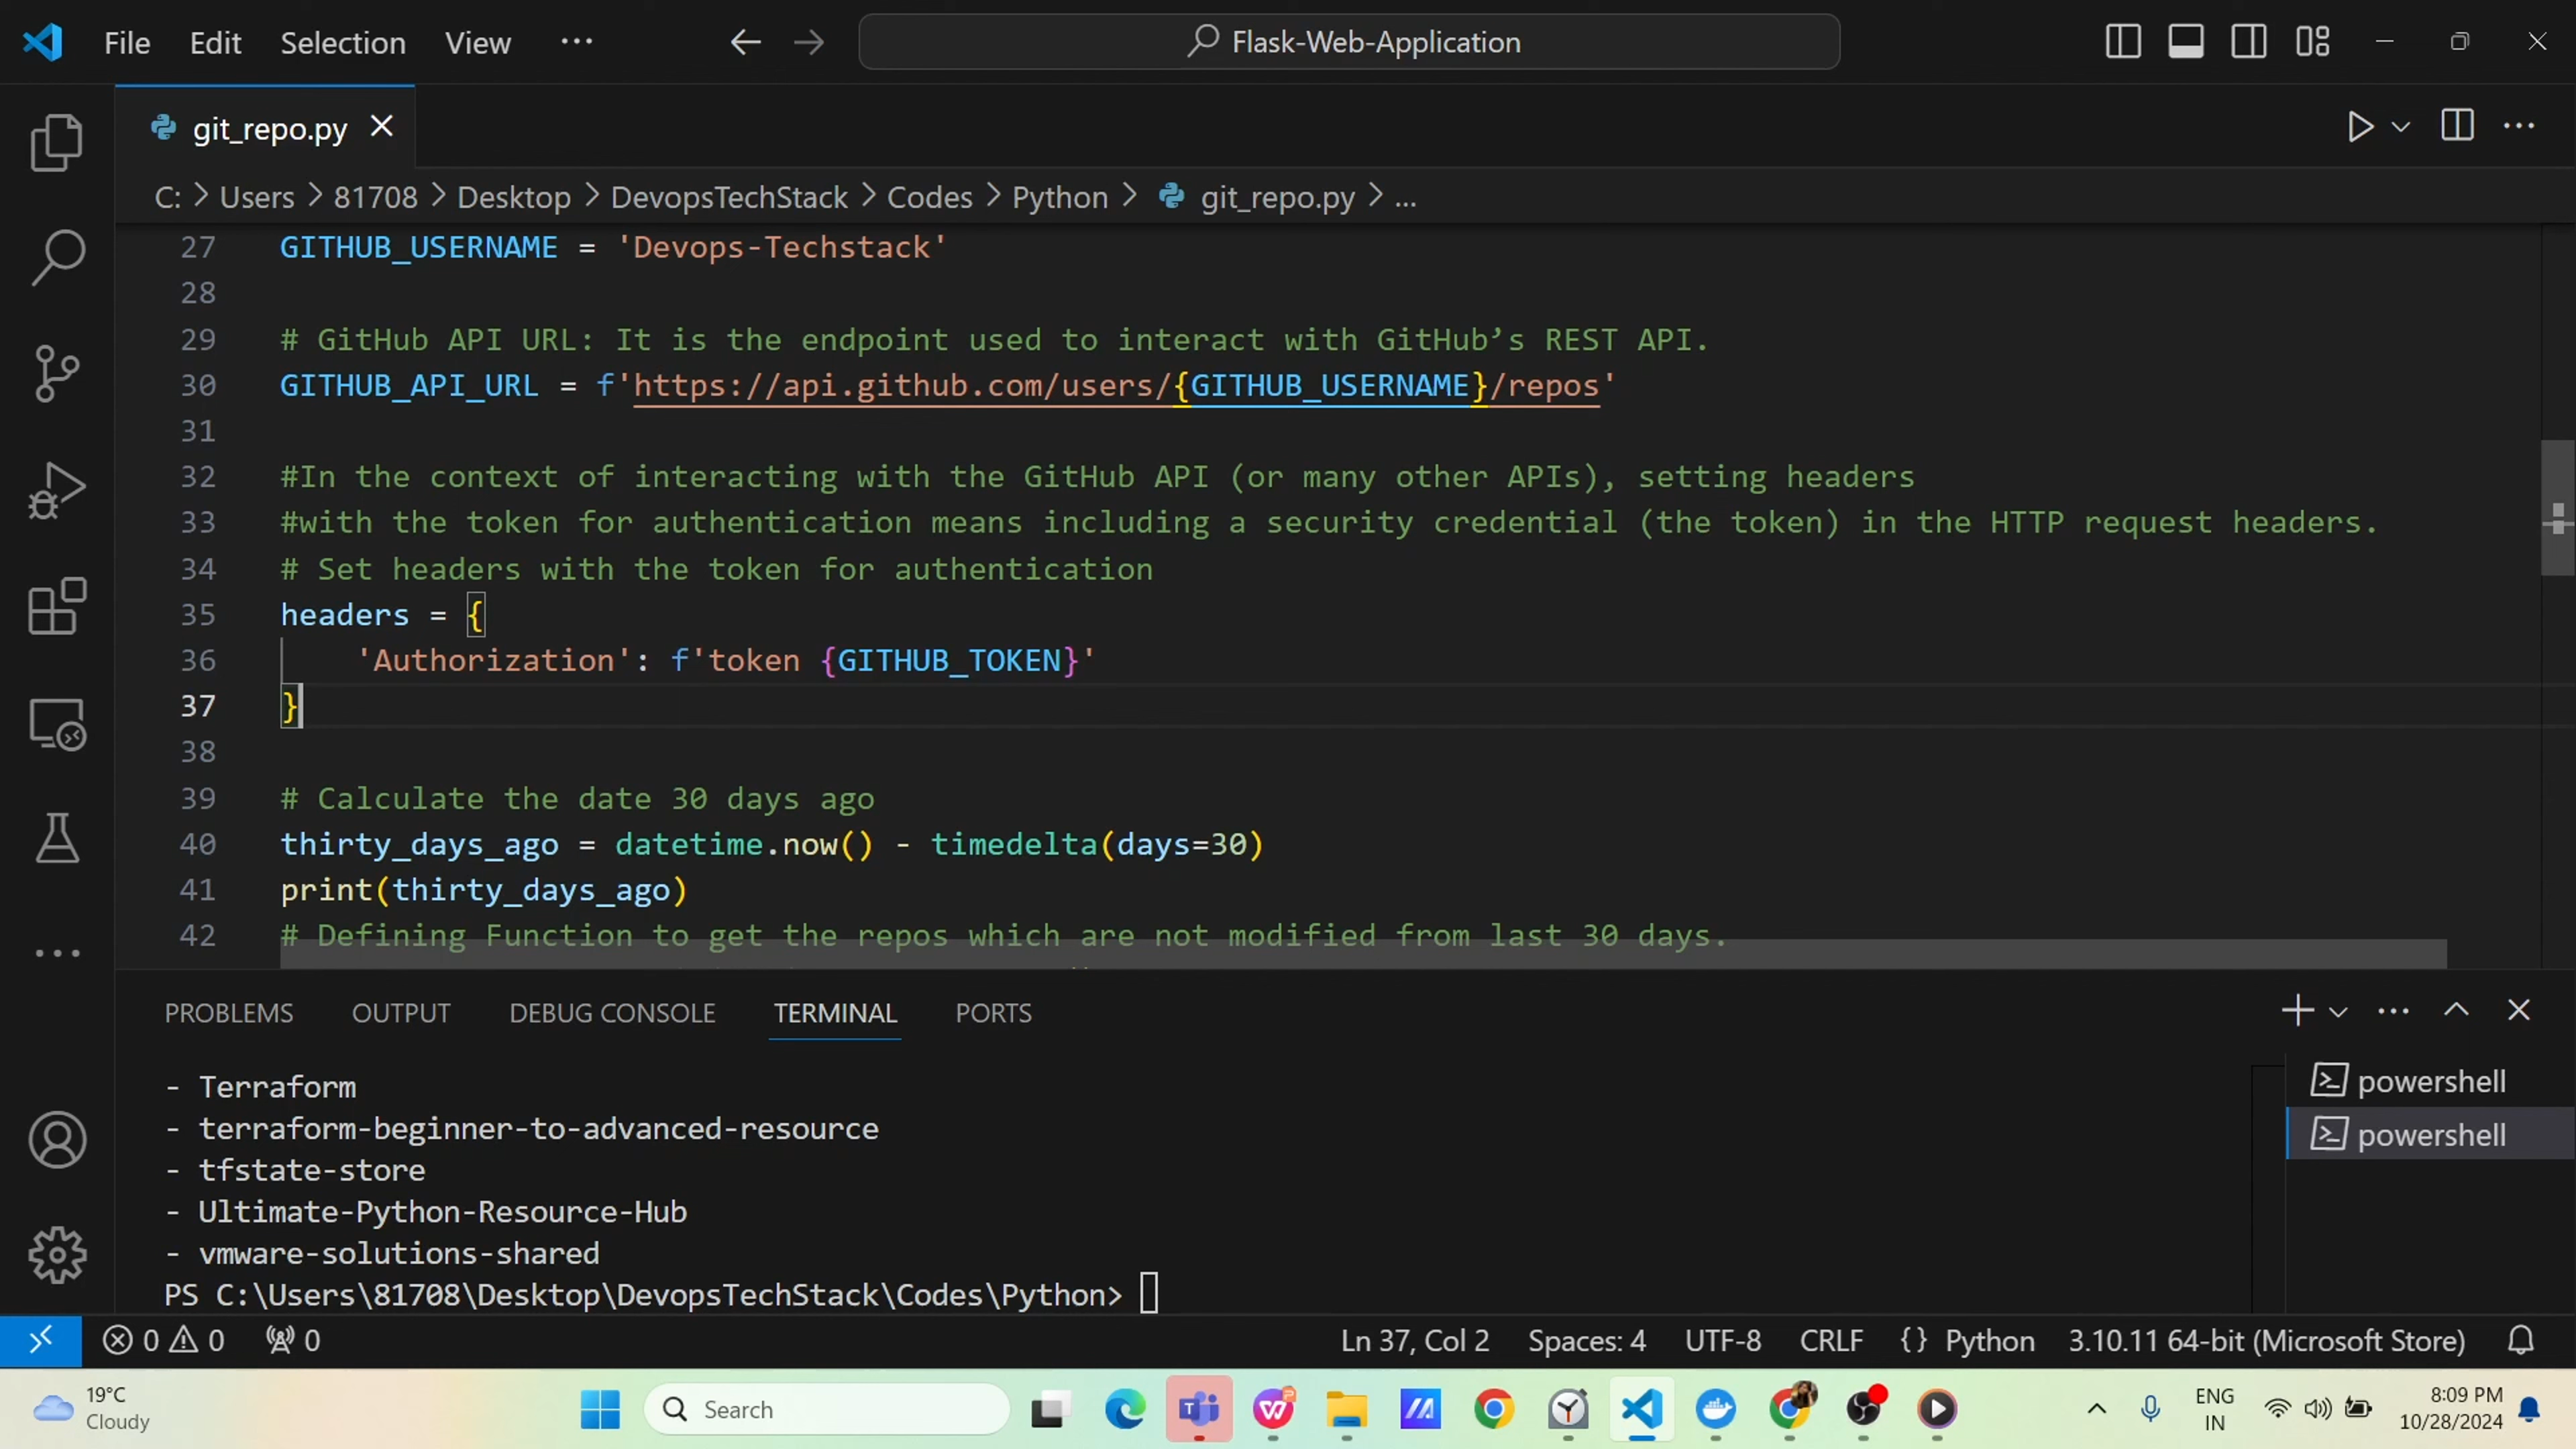 File Edit Selection View ... Flask-Web-Application
git_repo.py
C: > Users > 81708 > Desktop > DevopsTechStack > Codes > Python > git_repo.py > ...
27 GITHUB_USERNAME = 'Devops-Techstack'
28
29 # GitHub API URL: It is the endpoint used to interact with GitHub’s REST API.
30 GITHUB_API_URL = f'https://api.github.com/users/{GITHUB_USERNAME}/repos'
31
32 #In the context of interacting with the GitHub API (or many other APIs), setting headers
33 #with the token for authentication means including a security credential (the token) in the HTTP request headers.
34 # Set headers with the token for authentication
35 headers = {
36     'Authorization': f'token {GITHUB_TOKEN}'
37 }
38
39 # Calculate the date 30 days ago
40 thirty_days_ago = datetime.now() - timedelta(days=30)
41 print(thirty_days_ago)
42 # Defining Function to get the repos which are not modified from last 30 days.
PROBLEMS OUTPUT DEBUG CONSOLE TERMINAL PORTS
- Terraform
- terraform-beginner-to-advanced-resource
- tfstate-store
- Ultimate-Python-Resource-Hub
- vmware-solutions-shared
PS C:\Users\81708\Desktop\DevopsTechStack\Codes\Python>
powershell
powershell
0 0 0 Ln 37, Col 2 Spaces: 4 UTF-8 CRLF {} Python 3.10.11 64-bit (Microsoft Store)
19°C
Cloudy
Search
ENG
IN
8:09 PM
10/28/2024